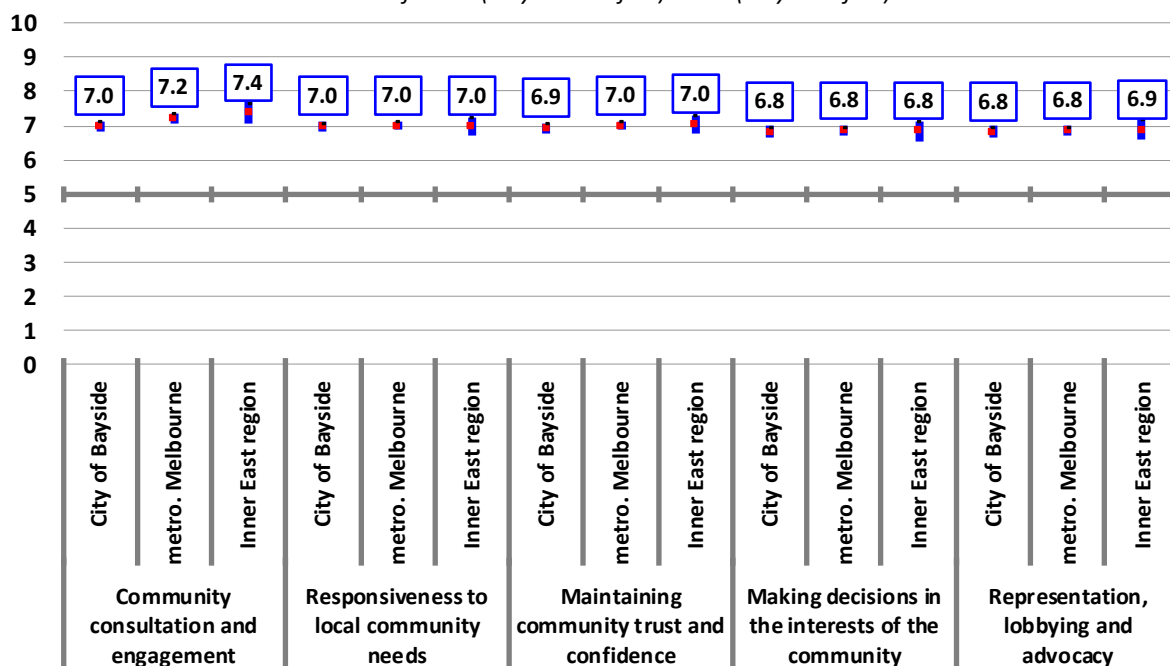 10
9
8
7
6
5
4
3
2
1
0
7.0
7.2
7.4
7.0
7.0
7.0
6.9
7.0
7.0
6.8
6.8
6.8
6.8
6.8
6.9
City of Bayside
metro. Melbourne
Inner East region
City of Bayside
metro. Melbourne
Inner East region
City of Bayside
metro. Melbourne
Inner East region
City of Bayside
metro. Melbourne
Inner East region
City of Bayside
metro. Melbourne
Inner East region
Community
consultation and
engagement
Responsiveness to
local community
needs
Maintaining
community trust and
confidence
Making decisions in
the interests of the
community
Representation,
lobbying and
advocacy